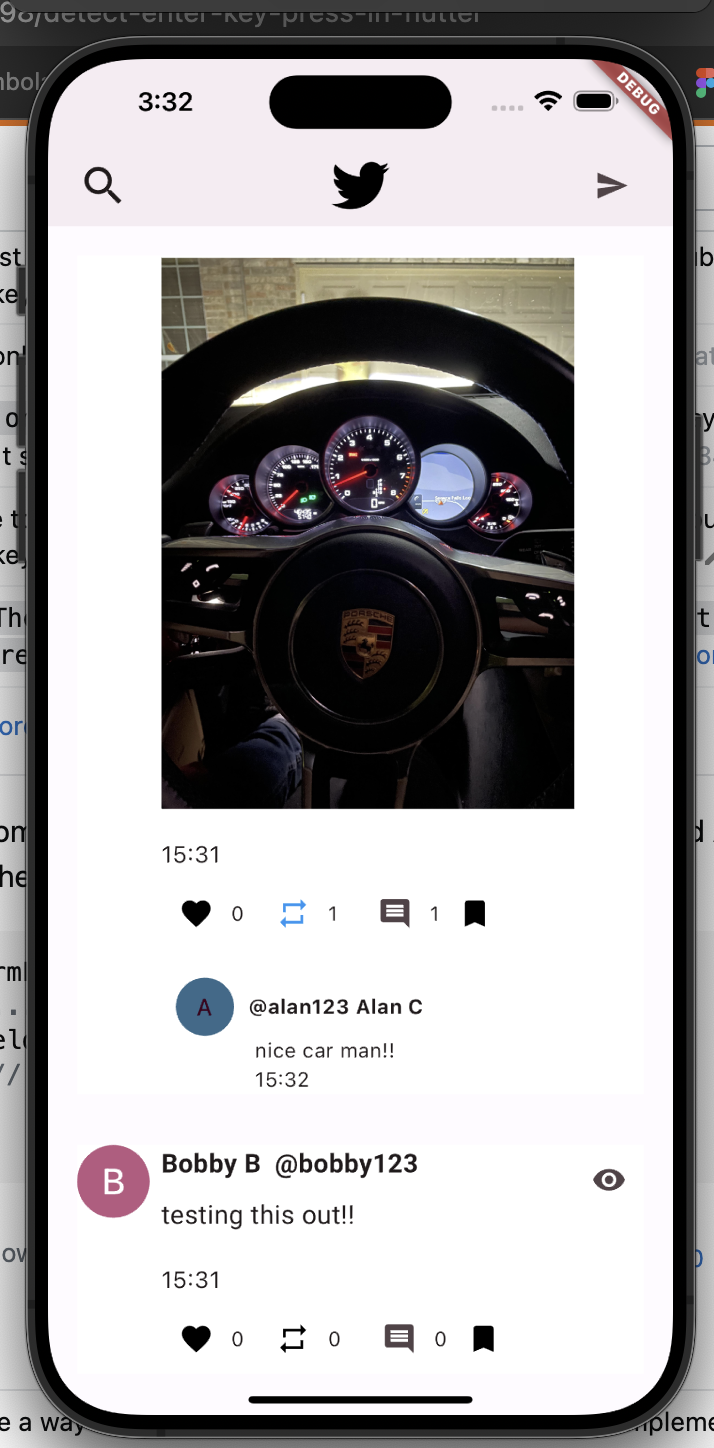 98/detect-enter-key-press-in-flutter
3:32
DEBUG
PORSCHE
15:31
0
1
1
A
@alan123 Alan C
nice car man!!
15:32
B
Bobby B @bobby123
testing this out!!
15:31
0
0
0
e a way